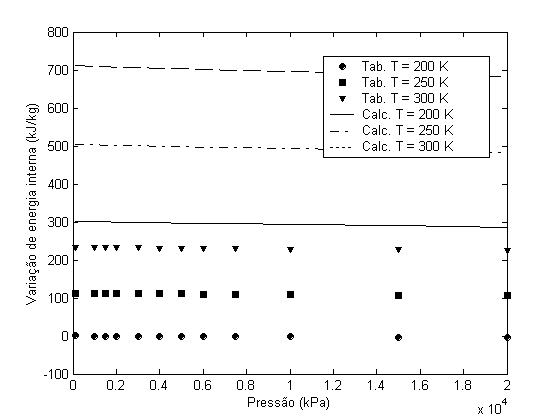 800
700
600
500
400
300
200
100
0
-100
Variação de energia interna (kJ/kg)
Tab. T = 200 K
Tab. T = 250 K
Tab. T = 300 K
Calc. T = 200 K
Calc. T = 250 K
Calc. T = 300 K
0 0.2 0.4 0.6 0.8 1 1.2 1.4 1.6 1.8 2
Pressão (kPa)
x 10^4